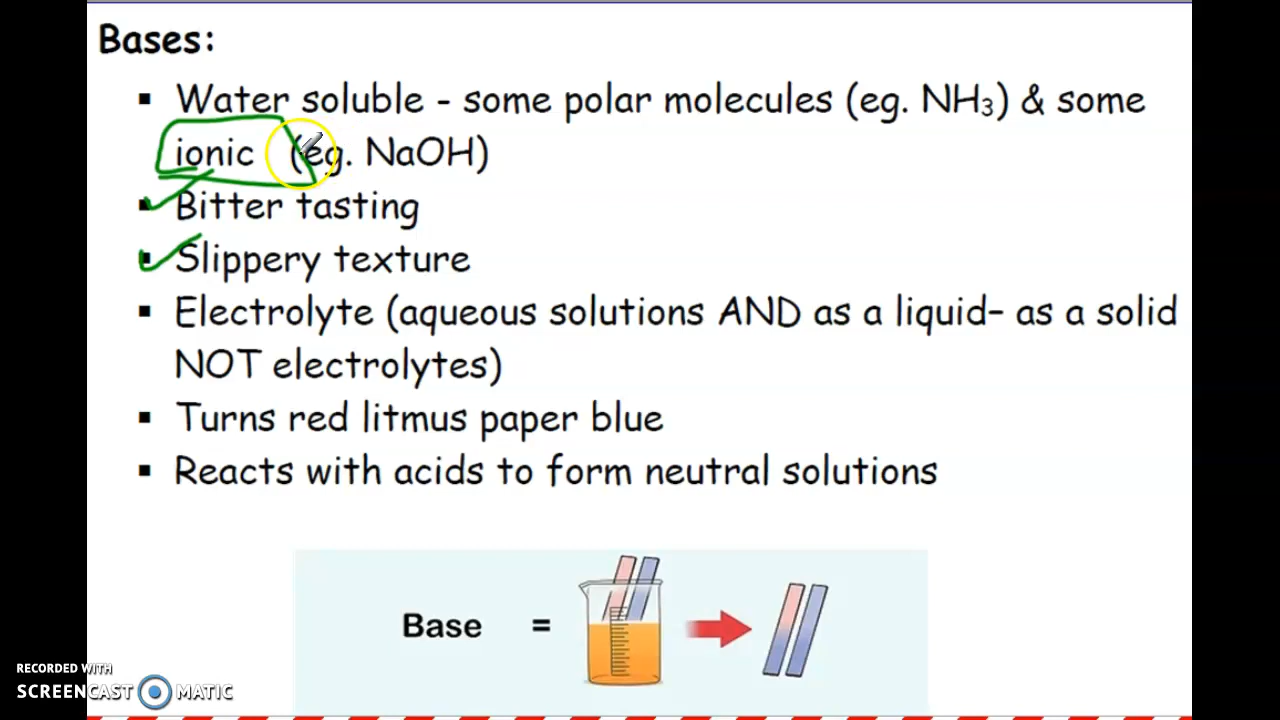 Bases:
▪ Water soluble - some polar molecules (eg. NH₃) & some
ionic (eg. NaOH)
▪ Bitter tasting
▪ Slippery texture
▪ Electrolyte (aqueous solutions AND as a liquid– as a solid
NOT electrolytes)
▪ Turns red litmus paper blue
▪ Reacts with acids to form neutral solutions
Base =
RECORDED WITH
SCREENCAST MATIC